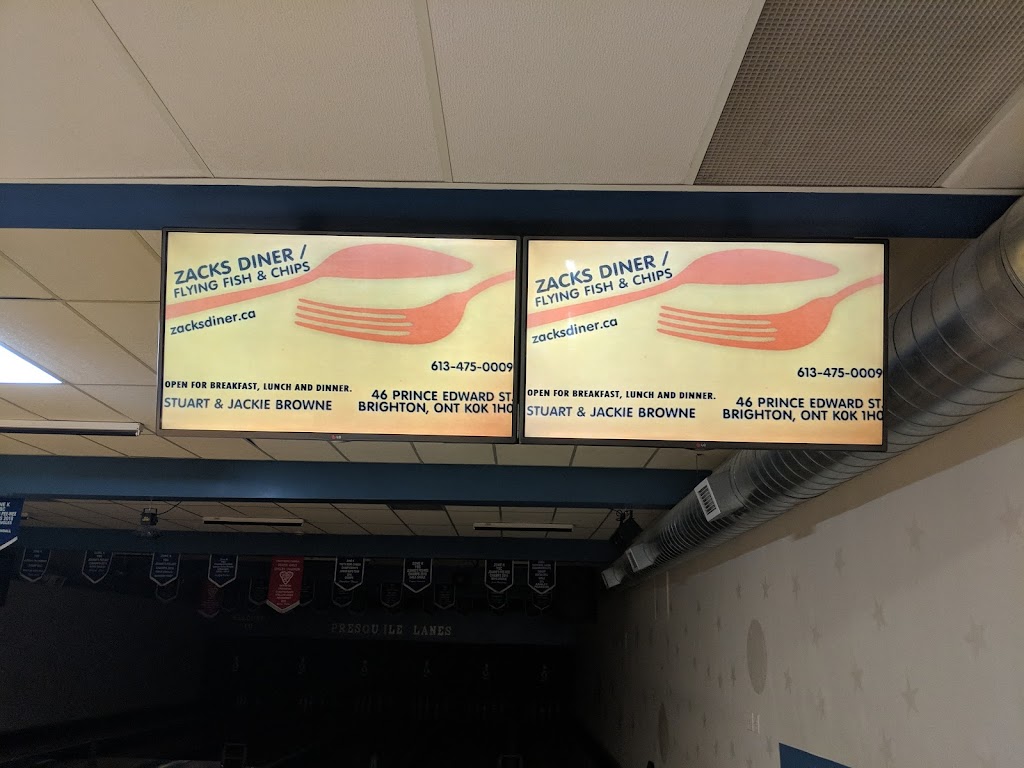 ZACKS DINER /
FLYING FISH & CHIPS
zacksdiner.ca
613-475-0009
OPEN FOR BREAKFAST, LUNCH AND DINNER.
STUART & JACKIE BROWNE
46 PRINCE EDWARD ST.
BRIGHTON, ONT K0K 1H0
ZACKS DINER /
FLYING FISH & CHIPS
zacksdiner.ca
613-475-0009
OPEN FOR BREAKFAST, LUNCH AND DINNER.
STUART & JACKIE BROWNE
46 PRINCE EDWARD ST.
BRIGHTON, ONT K0K 1H0
LG
LG
PRESQU'ILE LANES